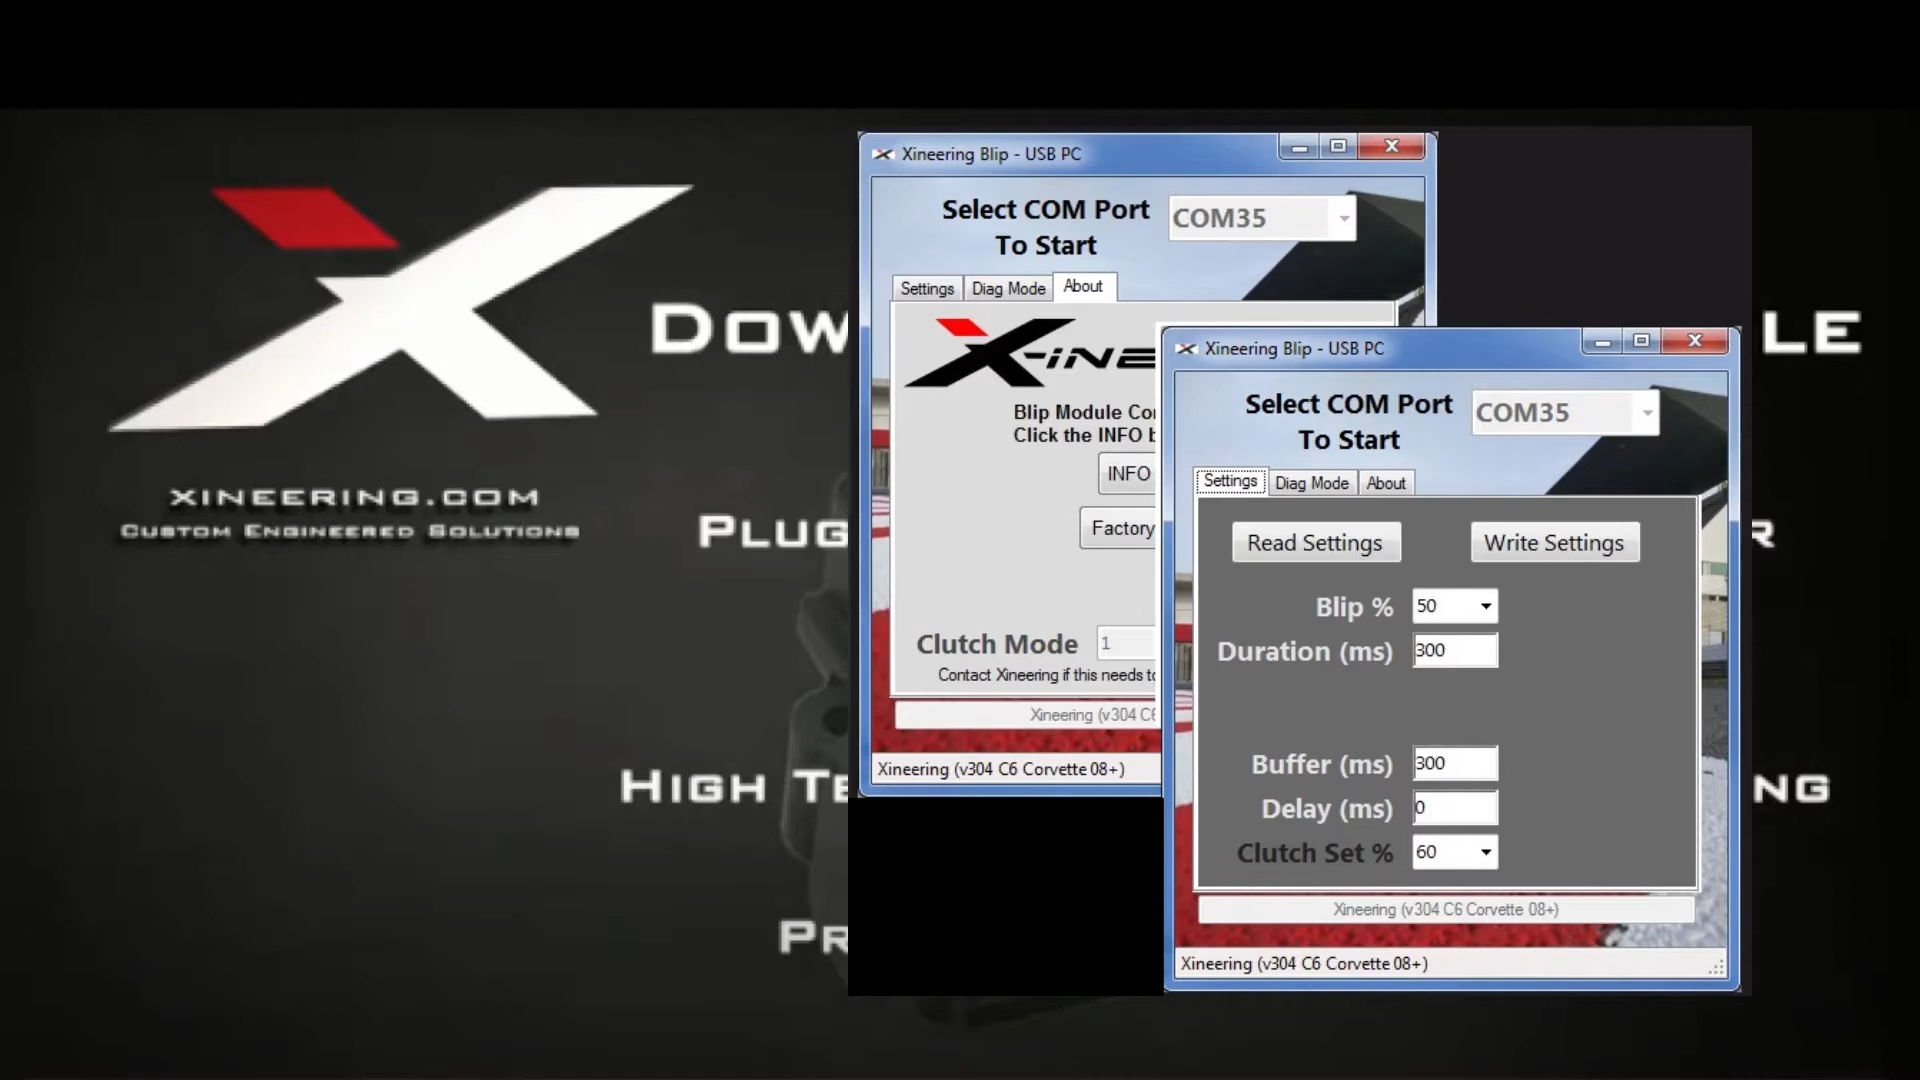 XINEERING.COM
CUSTOM ENGINEERED SOLUTIONS
DOW
LE
PLUG
R
HIGH TE
NG
PR
Xineering Blip - USB PC
Select COM Port
To Start
COM35
Settings
Diag Mode
About
X-INE
Blip Module Co
Click the INFO b
INFO
Factory
Clutch Mode
1
Contact Xineering if this needs to
Xineering (v304 C6
Xineering (v304 C6 Corvette 08+)
Xineering Blip - USB PC
Select COM Port
To Start
COM35
Settings
Diag Mode
About
Read Settings
Write Settings
Blip %
50
Duration (ms)
300
Buffer (ms)
300
Delay (ms)
0
Clutch Set %
60
Xineering (v304 C6 Corvette 08+)
Xineering (v304 C6 Corvette 08+)